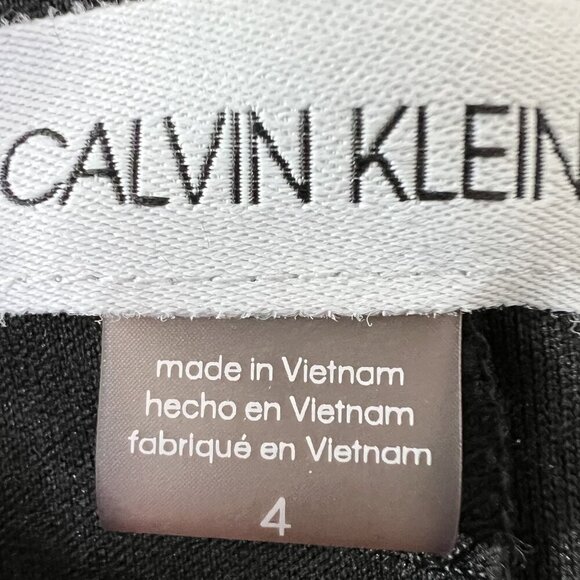 CALVIN KLEIN
made in Vietnam
hecho en Vietnam
fabriqué en Vietnam
4